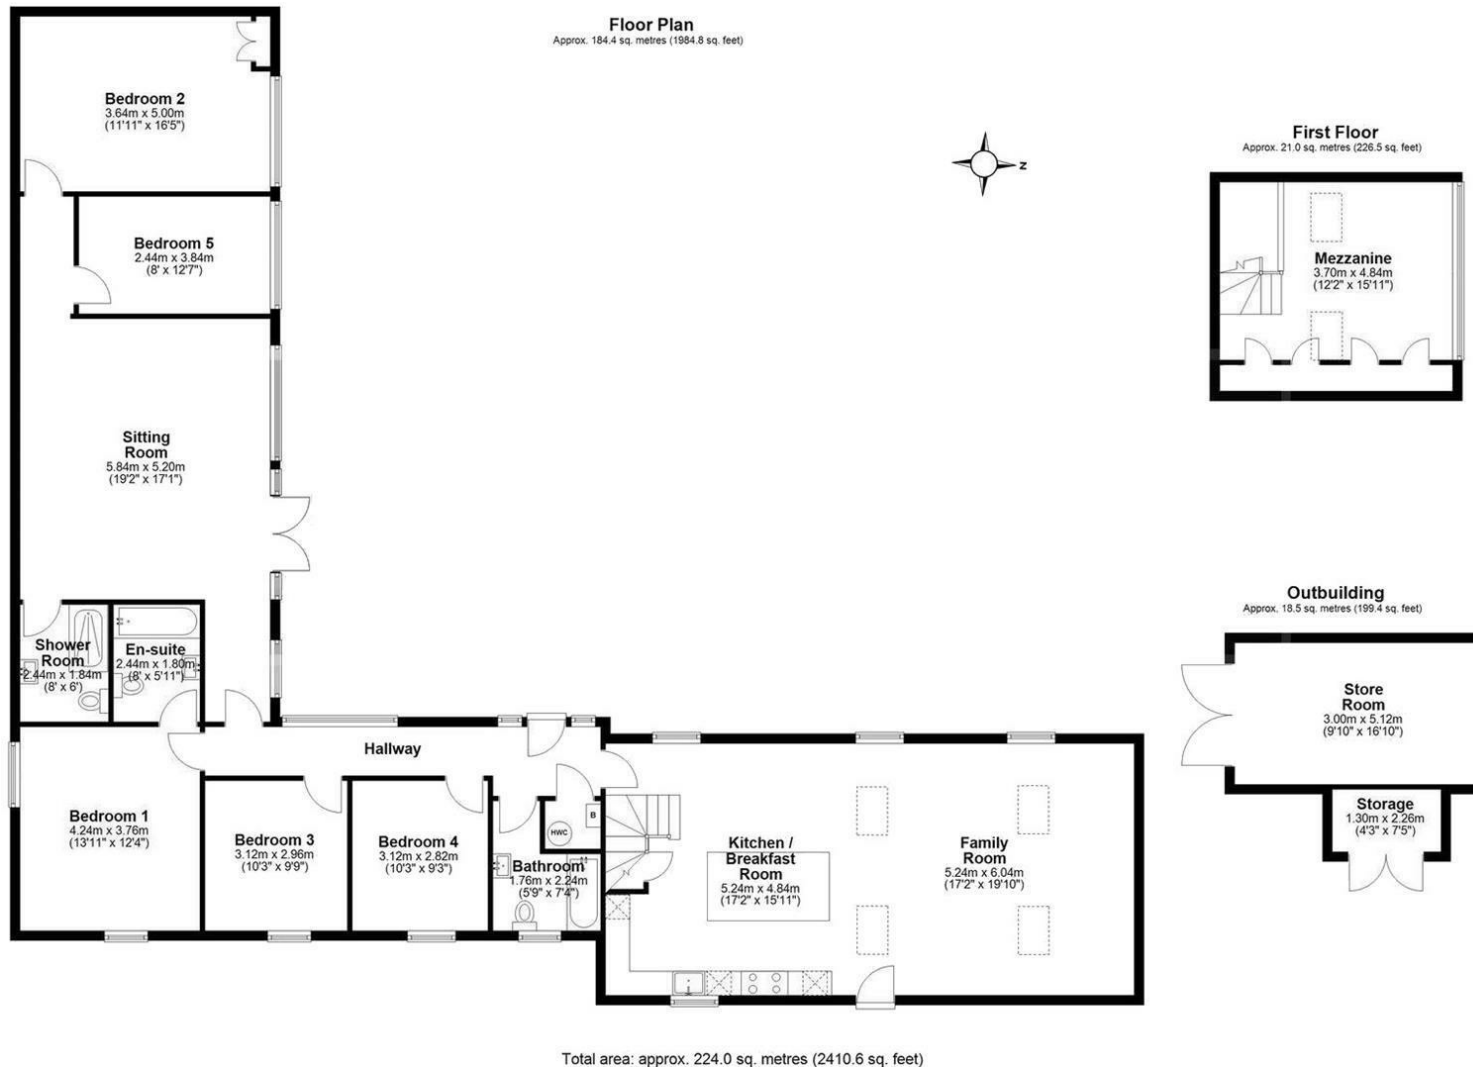 Floor Plan
Approx. 184.4 sq. metres (1984.8 sq. feet)
Bedroom 2
3.64m x 5.00m
(11'11" x 16'5")
Bedroom 5
2.44m x 3.84m
(8' x 12'7")
Sitting
Room
5.84m x 5.20m
(19'2" x 17'1")
Shower
Room
2.44m x 1.84m
(8' x 6')
En-suite
2.44m x 1.80m
(8' x 5'11")
Hallway
Bedroom 1
4.24m x 3.76m
(13'11" x 12'4")
Bedroom 3
3.12m x 2.96m
(10'3" x 9'9")
Bedroom 4
3.12m x 2.82m
(10'3" x 9'3")
HWC
B
Bathroom
1.76m x 2.24m
(5'9" x 7'4")
Kitchen /
Breakfast
Room
5.24m x 4.84m
(17'2" x 15'11")
Family
Room
5.24m x 6.04m
(17'2" x 19'10")
N
First Floor
Approx. 21.0 sq. metres (226.5 sq. feet)
Mezzanine
3.70m x 4.84m
(12'2" x 15'11")
Outbuilding
Approx. 18.5 sq. metres (199.4 sq. feet)
Store
Room
3.00m x 5.12m
(9'10" x 16'10")
Storage
1.30m x 2.26m
(4'3" x 7'5")
Total area: approx. 224.0 sq. metres (2410.6 sq. feet)